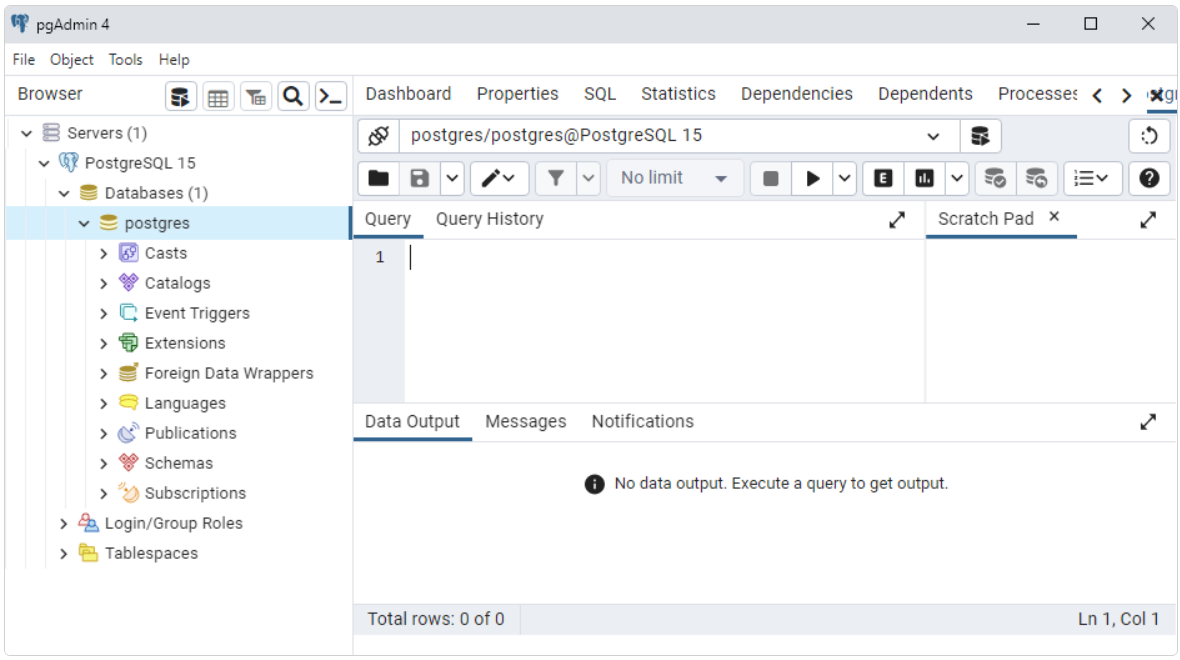 pgAdmin 4
File Object Tools Help
Browser
Dashboard Properties SQL Statistics Dependencies Dependents Processes
Servers (1)
PostgreSQL 15
Databases (1)
postgres
Casts
Catalogs
Event Triggers
Extensions
Foreign Data Wrappers
Languages
Publications
Schemas
Subscriptions
Login/Group Roles
Tablespaces
postgres/postgres@PostgreSQL 15
No limit
E
Query Query History
Scratch Pad
1
Data Output Messages Notifications
No data output. Execute a query to get output.
Total rows: 0 of 0
Ln 1, Col 1